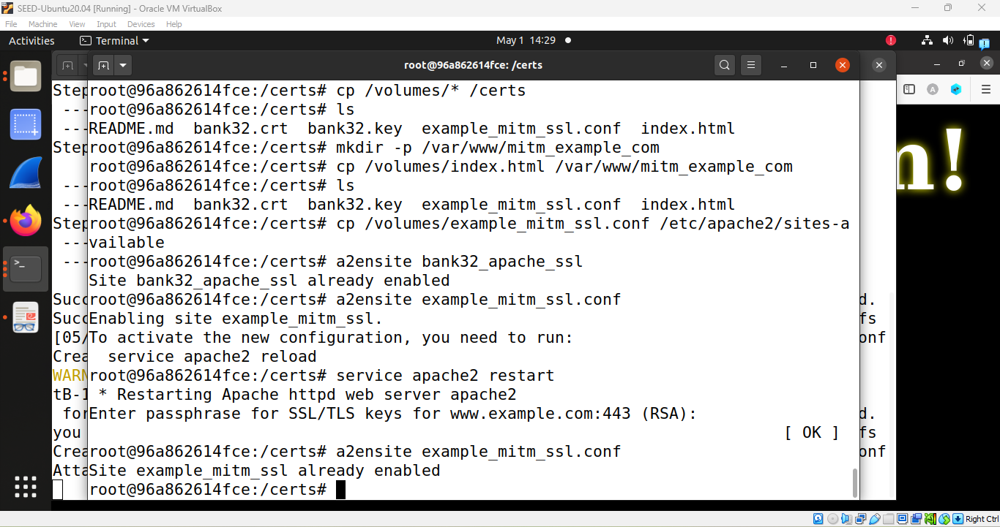 SEED-Ubuntu20.04 [Running] - Oracle VM VirtualBox
File Machine View Input Devices Help
Activities Terminal May 1 14:29
root@96a862614fce: /certs
Step
root@96a862614fce:/certs# cp /volumes/* /certs
---
root@96a862614fce:/certs# ls
---
README.md bank32.crt bank32.key example_mitm_ssl.conf index.html
Step
root@96a862614fce:/certs# mkdir -p /var/www/mitm_example_com
root@96a862614fce:/certs# cp /volumes/index.html /var/www/mitm_example_com
---
root@96a862614fce:/certs# ls
---
README.md bank32.crt bank32.key example_mitm_ssl.conf index.html
Step
root@96a862614fce:/certs# cp /volumes/example_mitm_ssl.conf /etc/apache2/sites-a
---
vailable
---
root@96a862614fce:/certs# a2ensite bank32_apache_ssl
Site bank32_apache_ssl already enabled
Succ
root@96a862614fce:/certs# a2ensite example_mitm_ssl.conf
d.
Succ
Enabling site example_mitm_ssl.
fs
[05/
To activate the new configuration, you need to run:
onf
Crea
service apache2 reload
WARN
root@96a862614fce:/certs# service apache2 restart
tB-1
* Restarting Apache httpd web server apache2
for
Enter passphrase for SSL/TLS keys for www.example.com:443 (RSA):
d.
you
[ OK ]
fs
Crea
root@96a862614fce:/certs# a2ensite example_mitm_ssl.conf
onf
Atta
Site example_mitm_ssl already enabled
root@96a862614fce:/certs#
n!
A
Right Ctrl